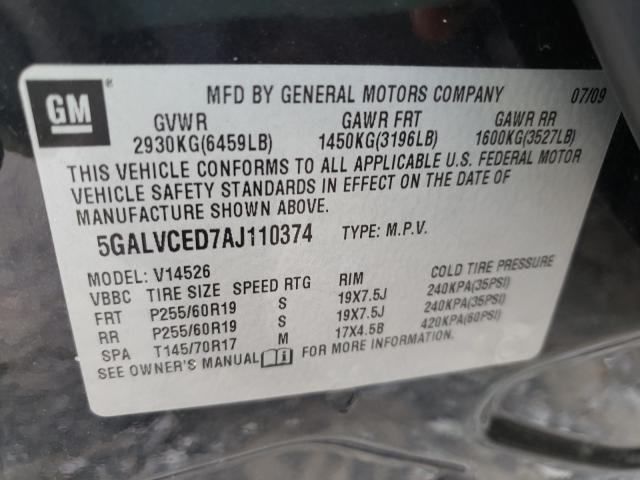 GM ®
MFD BY GENERAL MOTORS COMPANY 07/09
GVWR GAWR FRT GAWR RR
2930KG(6459LB) 1450KG(3196LB) 1600KG(3527LB)
THIS VEHICLE CONFORMS TO ALL APPLICABLE U.S. FEDERAL MOTOR
VEHICLE SAFETY STANDARDS IN EFFECT ON THE DATE OF
MANUFACTURE SHOWN ABOVE.
5GALVCED7AJ110374 TYPE: M.P.V.
MODEL: V14526
VBBC TIRE SIZE SPEED RTG RIM COLD TIRE PRESSURE
FRT P255/60R19 S 19X7.5J 240KPA(35PSI)
RR P255/60R19 S 19X7.5J 240KPA(35PSI)
SPA T145/70R17 M 17X4.5B 420KPA(60PSI)
SEE OWNER'S MANUAL FOR MORE INFORMATION.